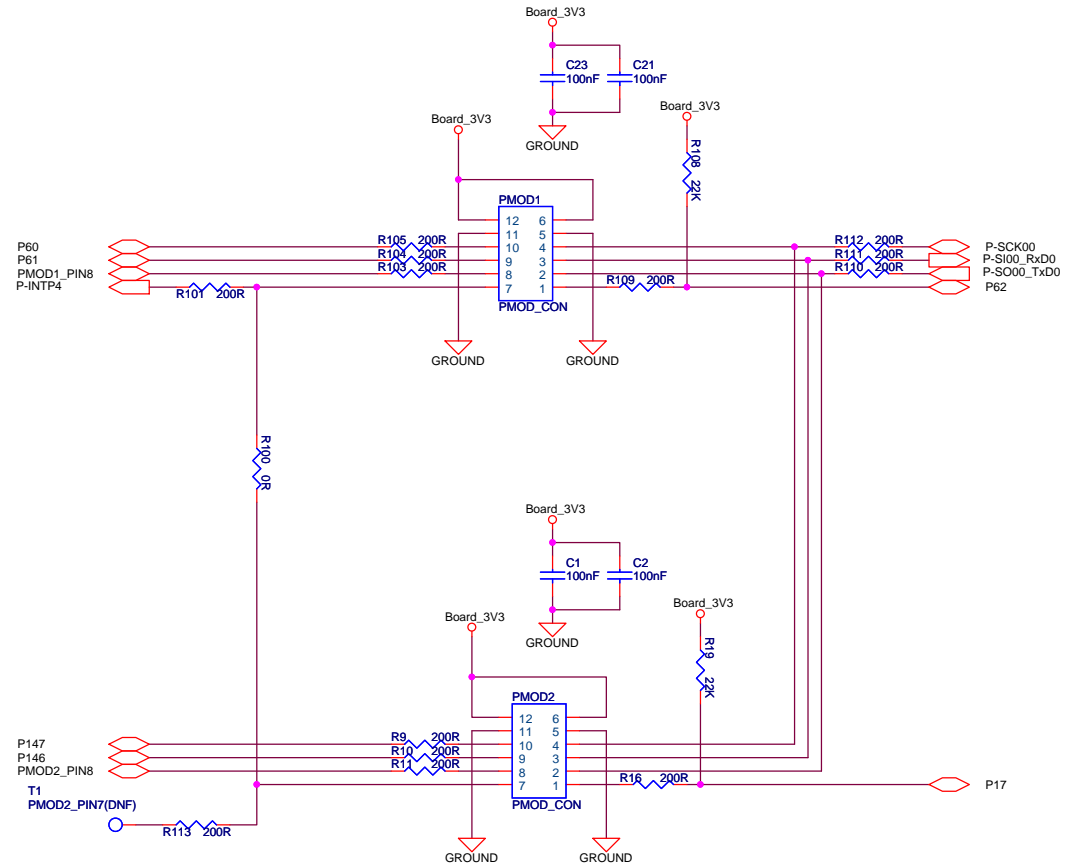 Board_3V3
C23
100nF
C21
100nF
GROUND
Board_3V3
Board_3V3
R108 22K
PMOD1
12 6
11 5
10 4
9 3
8 2
7 1
PMOD_CON
P60
P61
PMOD1_PIN8
P-INTP4
R105 200R
R104 200R
R103 200R
R101 200R
R109 200R
R112 200R
R111 200R
R110 200R
P-SCK00
P-SI00_RxD0
P-SO00_TxD0
P62
GROUND
GROUND
R100 0R
Board_3V3
C1
100nF
C2
100nF
GROUND
Board_3V3
Board_3V3
R19 22K
PMOD2
12 6
11 5
10 4
9 3
8 2
7 1
PMOD_CON
P147
P146
PMOD2_PIN8
R9 200R
R10 200R
R11 200R
R16 200R
P17
T1
PMOD2_PIN7(DNF)
R113 200R
GROUND
GROUND